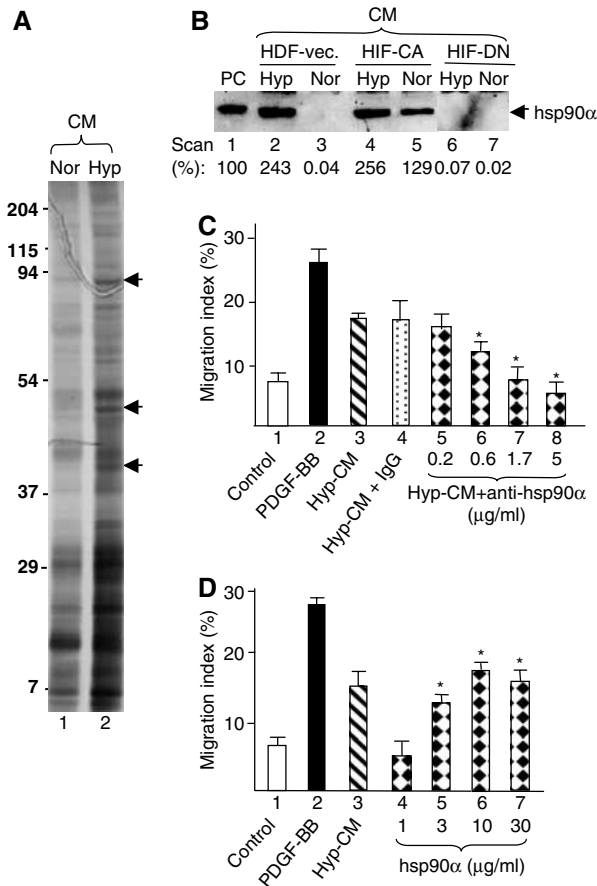 A
CM
Nor Hyp
204
115
94
54
37
29
7
1 2
B
CM
HDF-vec. HIF-CA HIF-DN
PC Hyp Nor Hyp Nor Hyp Nor
hsp90α
Scan 1 2 3 4 5 6 7
(%): 100 243 0.04 256 129 0.07 0.02
C
Migration index (%)
30
20
10
* * *
1 2 3 4 5 6 7 8
0.2 0.6 1.7 5
Control
PDGF-BB
Hyp-CM
Hyp-CM + IgG
Hyp-CM+anti-hsp90α
(μg/ml)
D
Migration index (%)
30
20
10
* * *
1 2 3 4 5 6 7
1 3 10 30
Control
PDGF-BB
Hyp-CM
hsp90α (μg/ml)